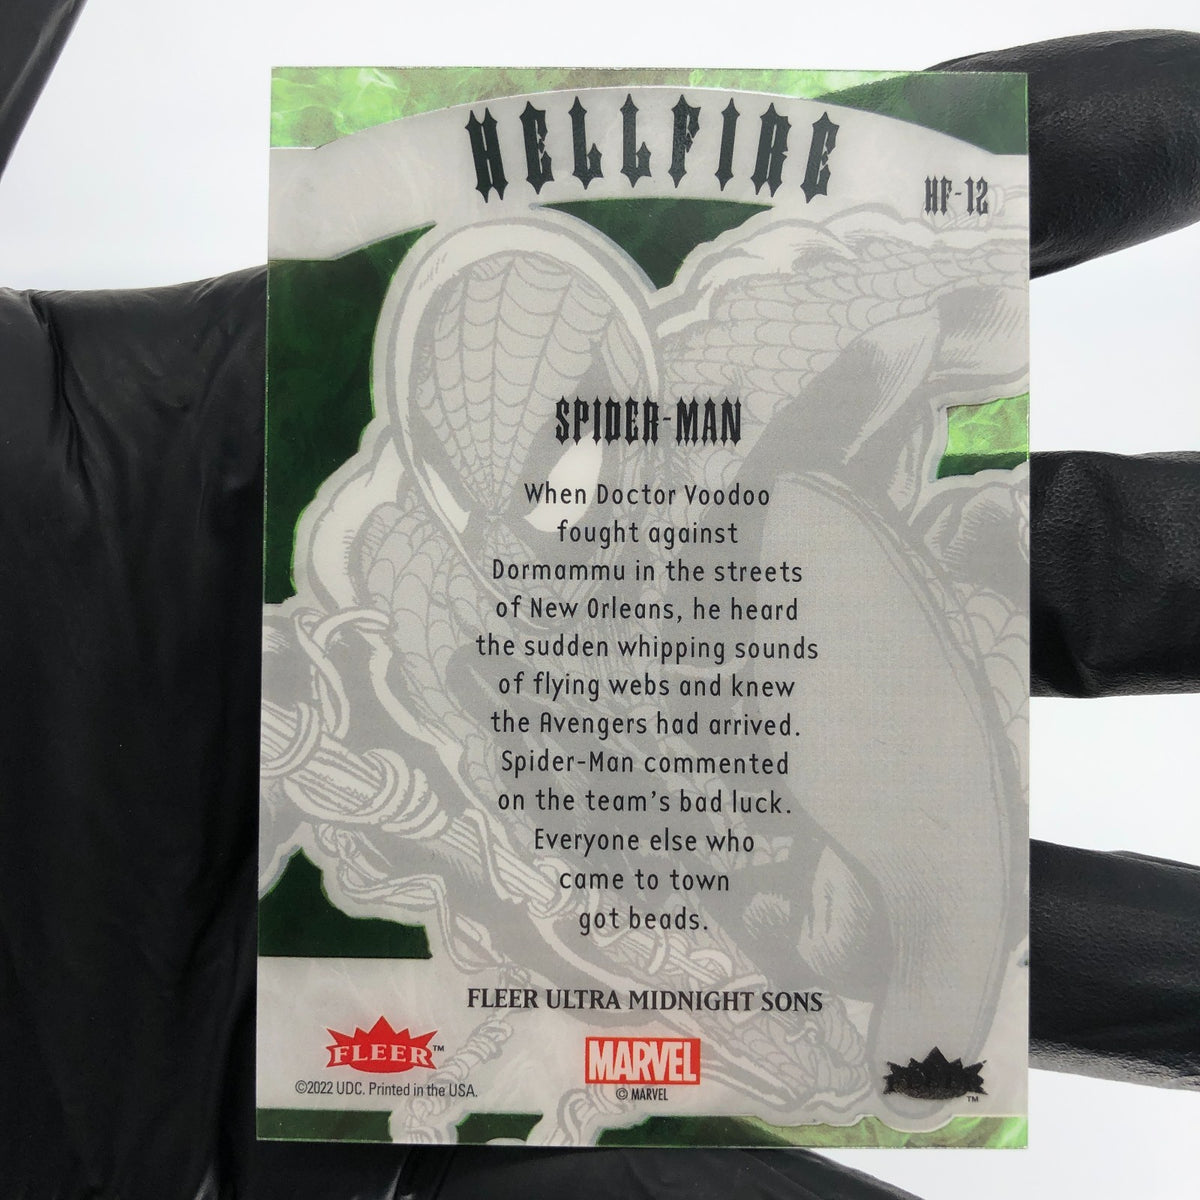 HELLFIRE
HF-12
SPIDER-MAN
When Doctor Voodoo
fought against
Dormammu in the streets
of New Orleans, he heard
the sudden whipping sounds
of flying webs and knew
the Avengers had arrived.
Spider-Man commented
on the team's bad luck.
Everyone else who
came to town
got beads.
FLEER ULTRA MIDNIGHT SONS
FLEER™
MARVEL
FLEER™
©2022 UDC. Printed in the USA.
© MARVEL